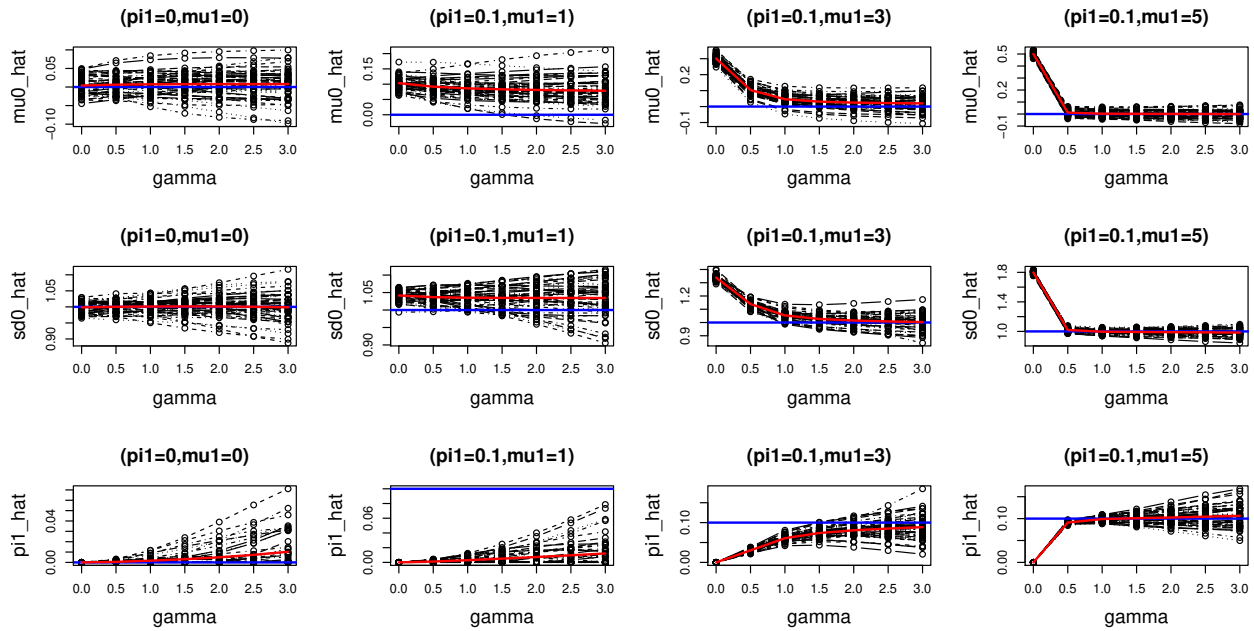 (pi1=0,mu1=0) (pi1=0.1,mu1=1) (pi1=0.1,mu1=3) (pi1=0.1,mu1=5)
mu0_hat -0.10 0.05
0.0 0.5 1.0 1.5 2.0 2.5 3.0
gamma
mu0_hat 0.00 0.15
0.0 0.5 1.0 1.5 2.0 2.5 3.0
gamma
mu0_hat -0.1 0.2
0.0 0.5 1.0 1.5 2.0 2.5 3.0
gamma
mu0_hat -0.1 0.2 0.5
0.0 0.5 1.0 1.5 2.0 2.5 3.0
gamma
(pi1=0,mu1=0) (pi1=0.1,mu1=1) (pi1=0.1,mu1=3) (pi1=0.1,mu1=5)
sd0_hat 0.90 1.05
0.0 0.5 1.0 1.5 2.0 2.5 3.0
gamma
sd0_hat 0.90 1.05
0.0 0.5 1.0 1.5 2.0 2.5 3.0
gamma
sd0_hat 0.9 1.2
0.0 0.5 1.0 1.5 2.0 2.5 3.0
gamma
sd0_hat 1.0 1.4 1.8
0.0 0.5 1.0 1.5 2.0 2.5 3.0
gamma
(pi1=0,mu1=0) (pi1=0.1,mu1=1) (pi1=0.1,mu1=3) (pi1=0.1,mu1=5)
pi1_hat 0.00 0.04
0.0 0.5 1.0 1.5 2.0 2.5 3.0
gamma
pi1_hat 0.00 0.06
0.0 0.5 1.0 1.5 2.0 2.5 3.0
gamma
pi1_hat 0.00 0.10
0.0 0.5 1.0 1.5 2.0 2.5 3.0
gamma
pi1_hat 0.00 0.10
0.0 0.5 1.0 1.5 2.0 2.5 3.0
gamma